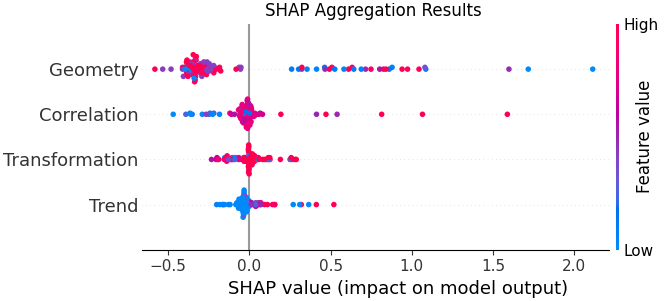 SHAP Aggregation Results
High
Geometry
Correlation
Transformation
Trend
Feature value
Low
−0.5 0.0 0.5 1.0 1.5 2.0
SHAP value (impact on model output)